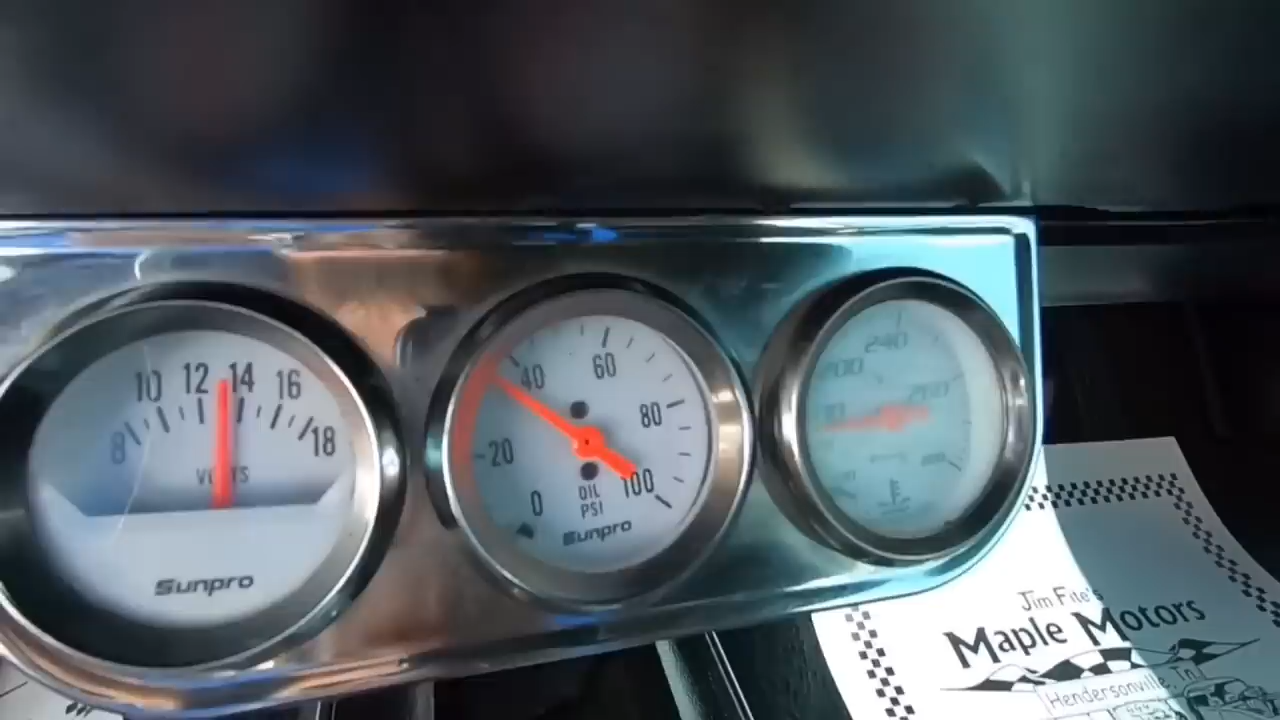 8 10 12 14 16 18
VOLTS
Sunpro
0 20 40 60 80 100
OIL
PSI
Sunpro
200 240 280
Jim Fite's
Maple Motors
Hendersonville, Tn